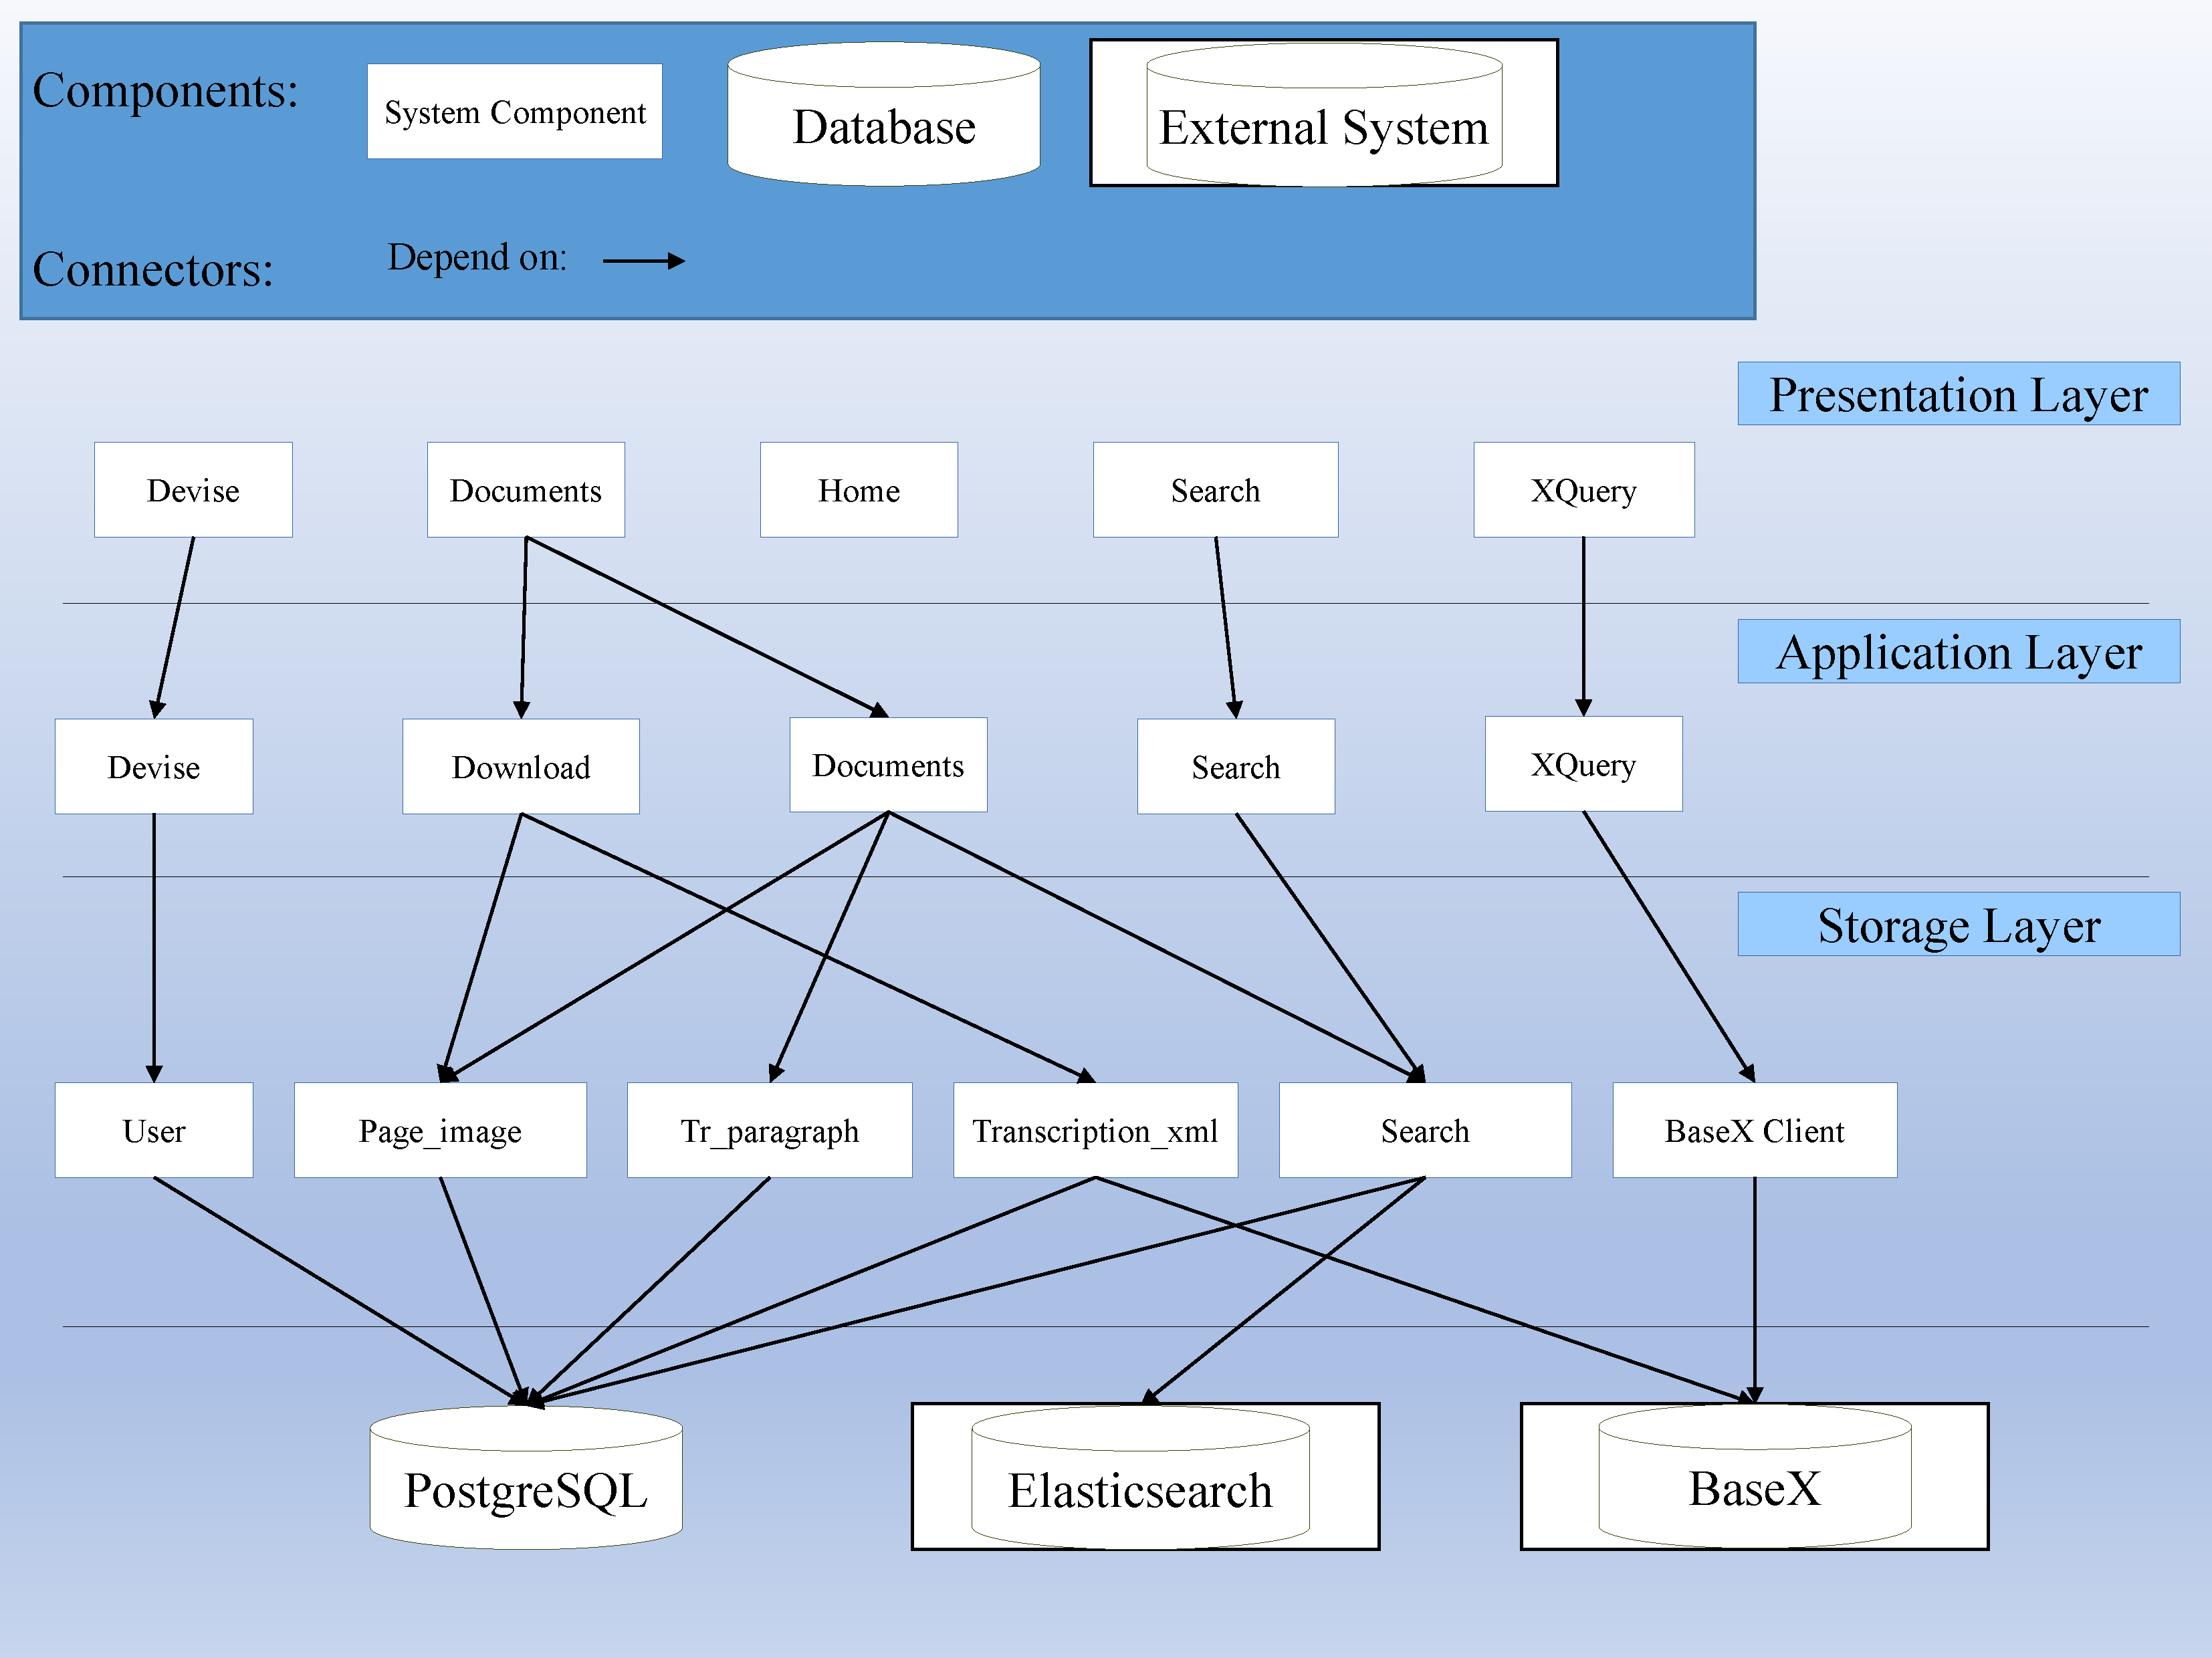 Components:
System Component
Database
External System
Connectors:
Depend on:
Presentation Layer
Devise
Documents
Home
Search
XQuery
Application Layer
Devise
Download
Documents
Search
XQuery
Storage Layer
User
Page_image
Tr_paragraph
Transcription_xml
Search
BaseX Client
PostgreSQL
Elasticsearch
BaseX